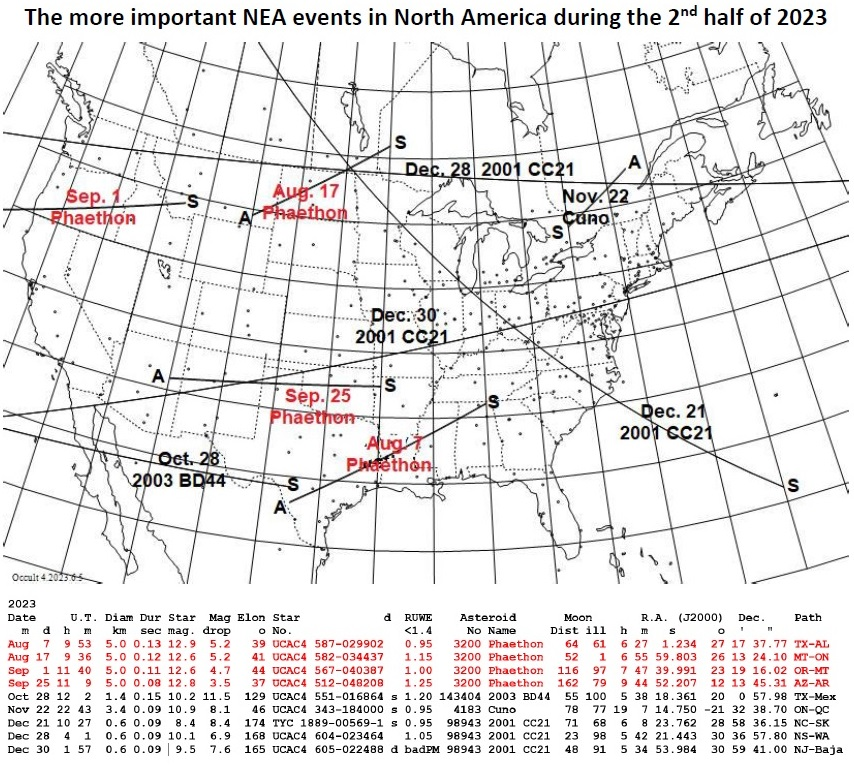 The more important NEA events in North America during the 2nd half of 2023
S
Dec. 28 2001 CC21
A
Sep. 1
Phaethon
S
Aug. 17
Phaethon
A
Nov. 22
Cuno
S
Dec. 30
2001 CC21
A
S
Sep. 25
Phaethon
S
Dec. 21
2001 CC21
Aug. 7
Phaethon
Oct. 28
2003 BD44
S
A
S
Occult 4.2023.6.5
2023
Date U.T. Diam Dur Star Mag Elon Star d RUWE Asteroid Moon R.A. (J2000) Dec. Path
m d h m km sec mag. drop o No. <1.4 No Name Dist ill h m s o ' "
Aug 7 9 53 5.0 0.13 12.9 5.2 39 UCAC4 587-029902 0.95 3200 Phaethon 64 61 6 27 1.234 27 17 37.77 TX-AL
Aug 17 9 36 5.0 0.12 12.6 5.2 41 UCAC4 582-034437 1.15 3200 Phaethon 52 1 6 55 59.803 26 13 24.10 MT-ON
Sep 1 11 40 5.0 0.10 12.6 4.7 44 UCAC4 567-040387 1.00 3200 Phaethon 116 97 7 47 39.991 23 19 16.02 OR-MT
Sep 25 11 9 5.0 0.08 12.8 3.5 37 UCAC4 512-048208 1.25 3200 Phaethon 162 79 9 44 52.207 12 13 45.31 AZ-AR
Oct 28 12 2 1.4 0.15 10.2 11.5 129 UCAC4 551-016864 s 1.20 143404 2003 BD44 55 100 5 38 18.361 20 0 57.98 TX-Mex
Nov 22 22 43 3.4 0.09 10.9 8.1 46 UCAC4 343-184000 s 0.95 4183 Cuno 78 77 19 7 14.750 -21 32 38.70 ON-QC
Dec 21 10 27 0.6 0.09 8.4 8.4 174 TYC 1889-00569-1 s 0.95 98943 2001 CC21 71 68 6 8 23.762 28 58 36.15 NC-SK
Dec 28 4 1 0.6 0.09 10.1 6.9 168 UCAC4 604-023464 1.05 98943 2001 CC21 23 98 5 42 21.443 30 36 57.80 NS-WA
Dec 30 1 57 0.6 0.09 9.5 7.6 165 UCAC4 605-022488 d badPM 98943 2001 CC21 48 91 5 34 53.984 30 59 41.00 NJ-Baja